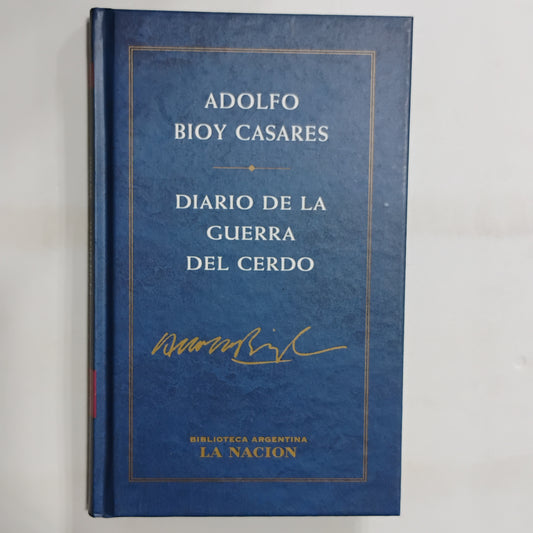 ADOLFO
BIOY CASARES
DIARIO DE LA
GUERRA
DEL CERDO
BIBLIOTECA ARGENTINA
LA NACION